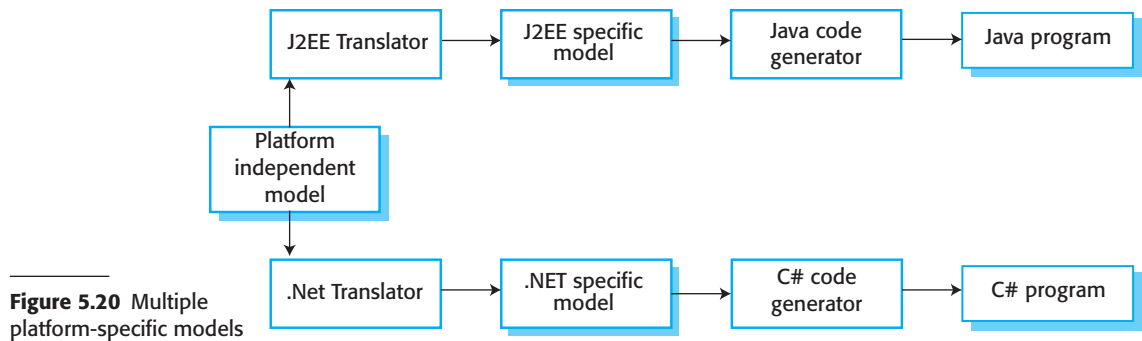 J2EE Translator
J2EE specific
model
Java code
generator
Java program
Platform
independent
model
.Net Translator
.NET specific
model
C# code
generator
C# program
Figure 5.20 Multiple
platform-specific models